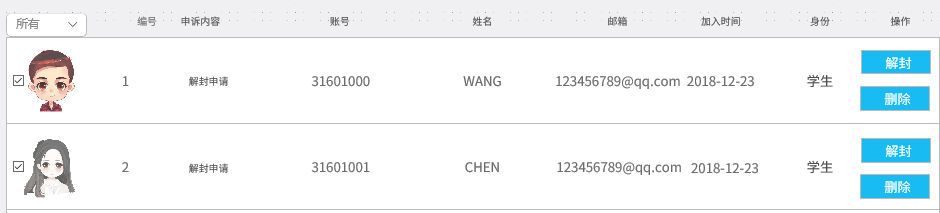 所有 编号 申诉内容 账号 姓名 邮箱 加入时间 身份 操作
1 解封申请 31601000 WANG 123456789@qq.com 2018-12-23 学生 解封
删除
2 解封申请 31601001 CHEN 123456789@qq.com 2018-12-23 学生 解封
删除